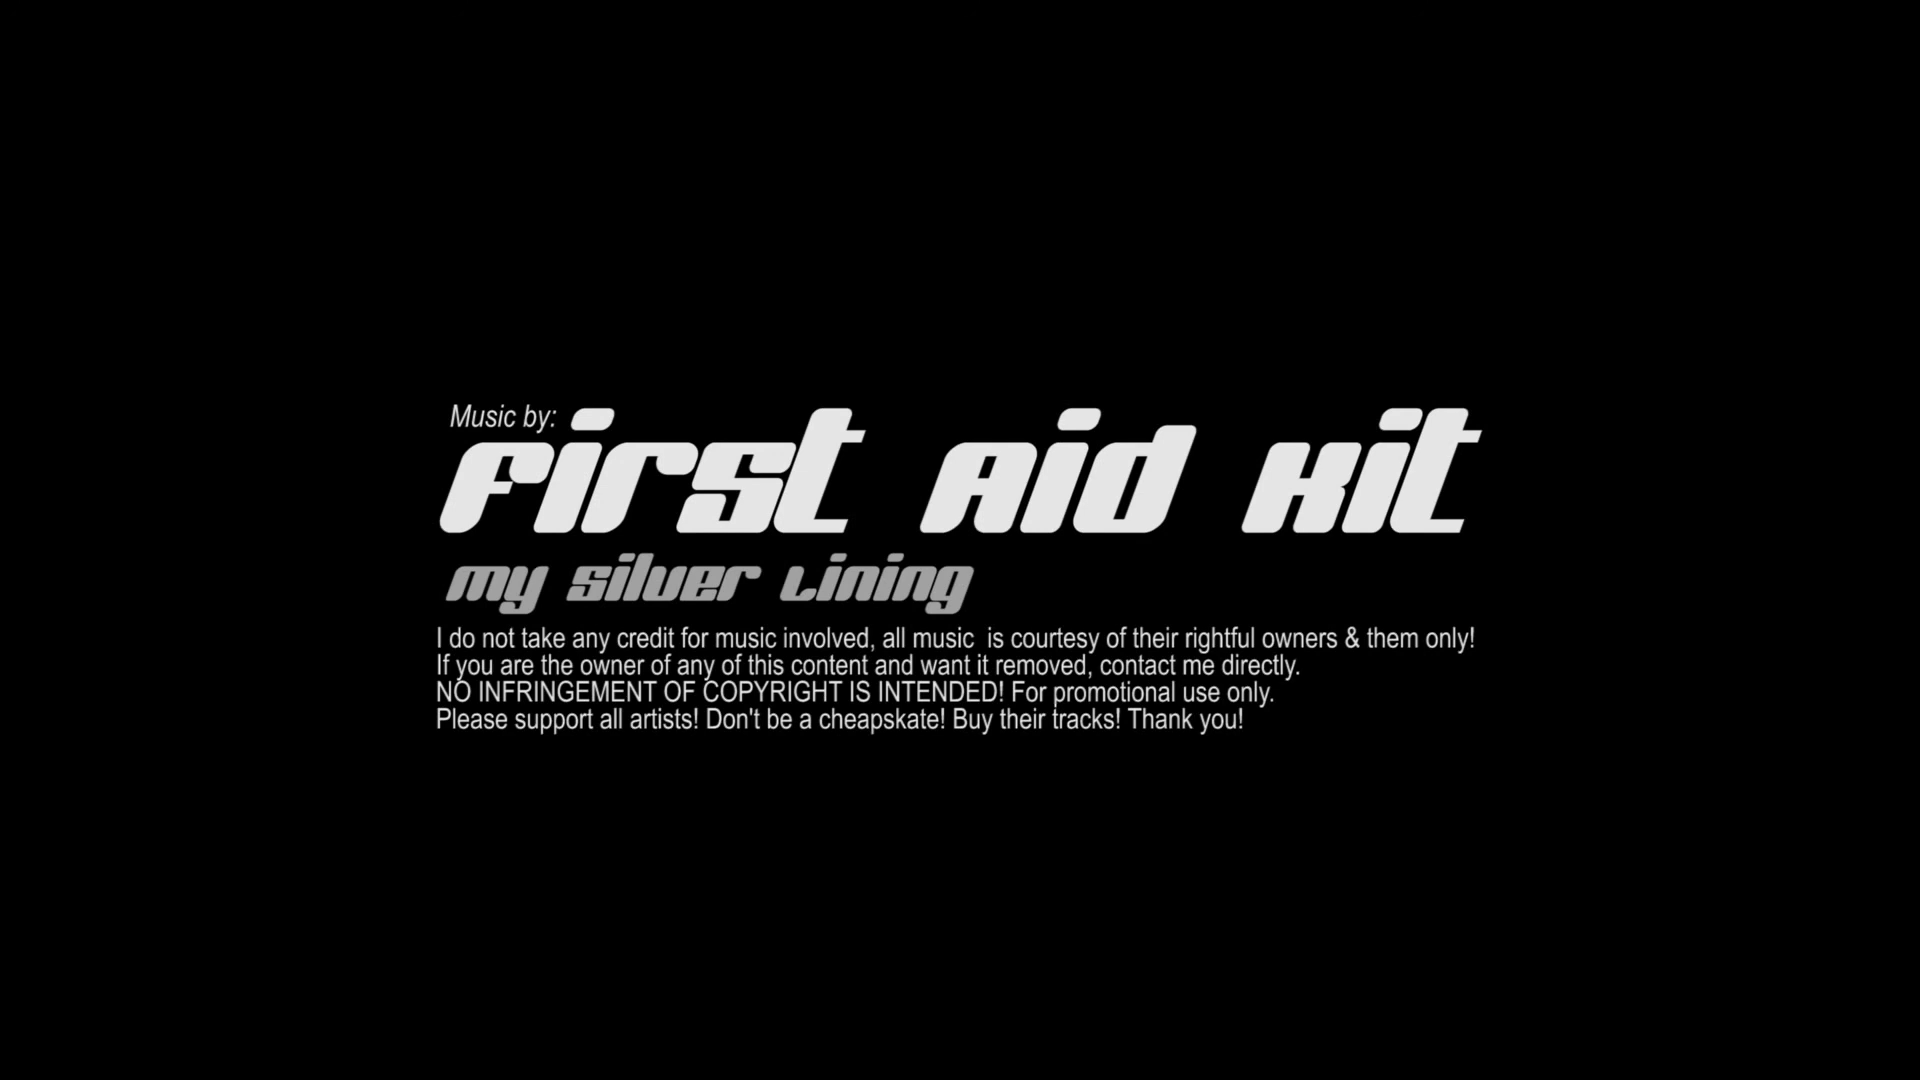 Music by:
First Aid Kit
My Silver Lining
I do not take any credit for music involved, all music  is courtesy of their rightful owners & them only!
If you are the owner of any of this content and want it removed, contact me directly.
NO INFRINGEMENT OF COPYRIGHT IS INTENDED! For promotional use only.
Please support all artists! Don't be a cheapskate! Buy their tracks! Thank you!